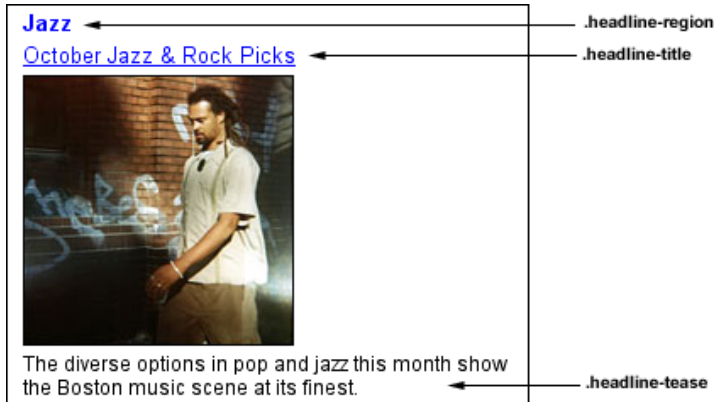 Jazz
.headline-region
October Jazz & Rock Picks
.headline-title
The diverse options in pop and jazz this month show
the Boston music scene at its finest.
.headline-tease